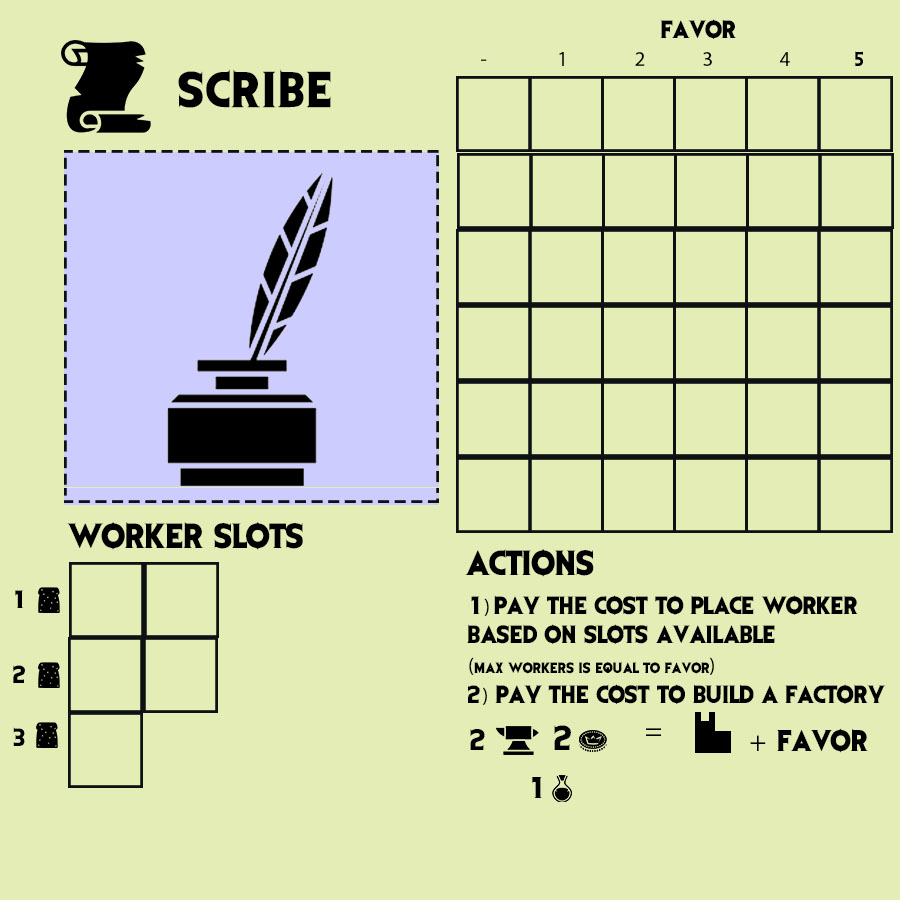 SCRIBE
FAVOR
- 1 2 3 4 5
WORKER SLOTS
1
2
3
ACTIONS
1) PAY THE COST TO PLACE WORKER
BASED ON SLOTS AVAILABLE
(MAX WORKERS IS EQUAL TO FAVOR)
2) PAY THE COST TO BUILD A FACTORY
2 2 = + FAVOR
1